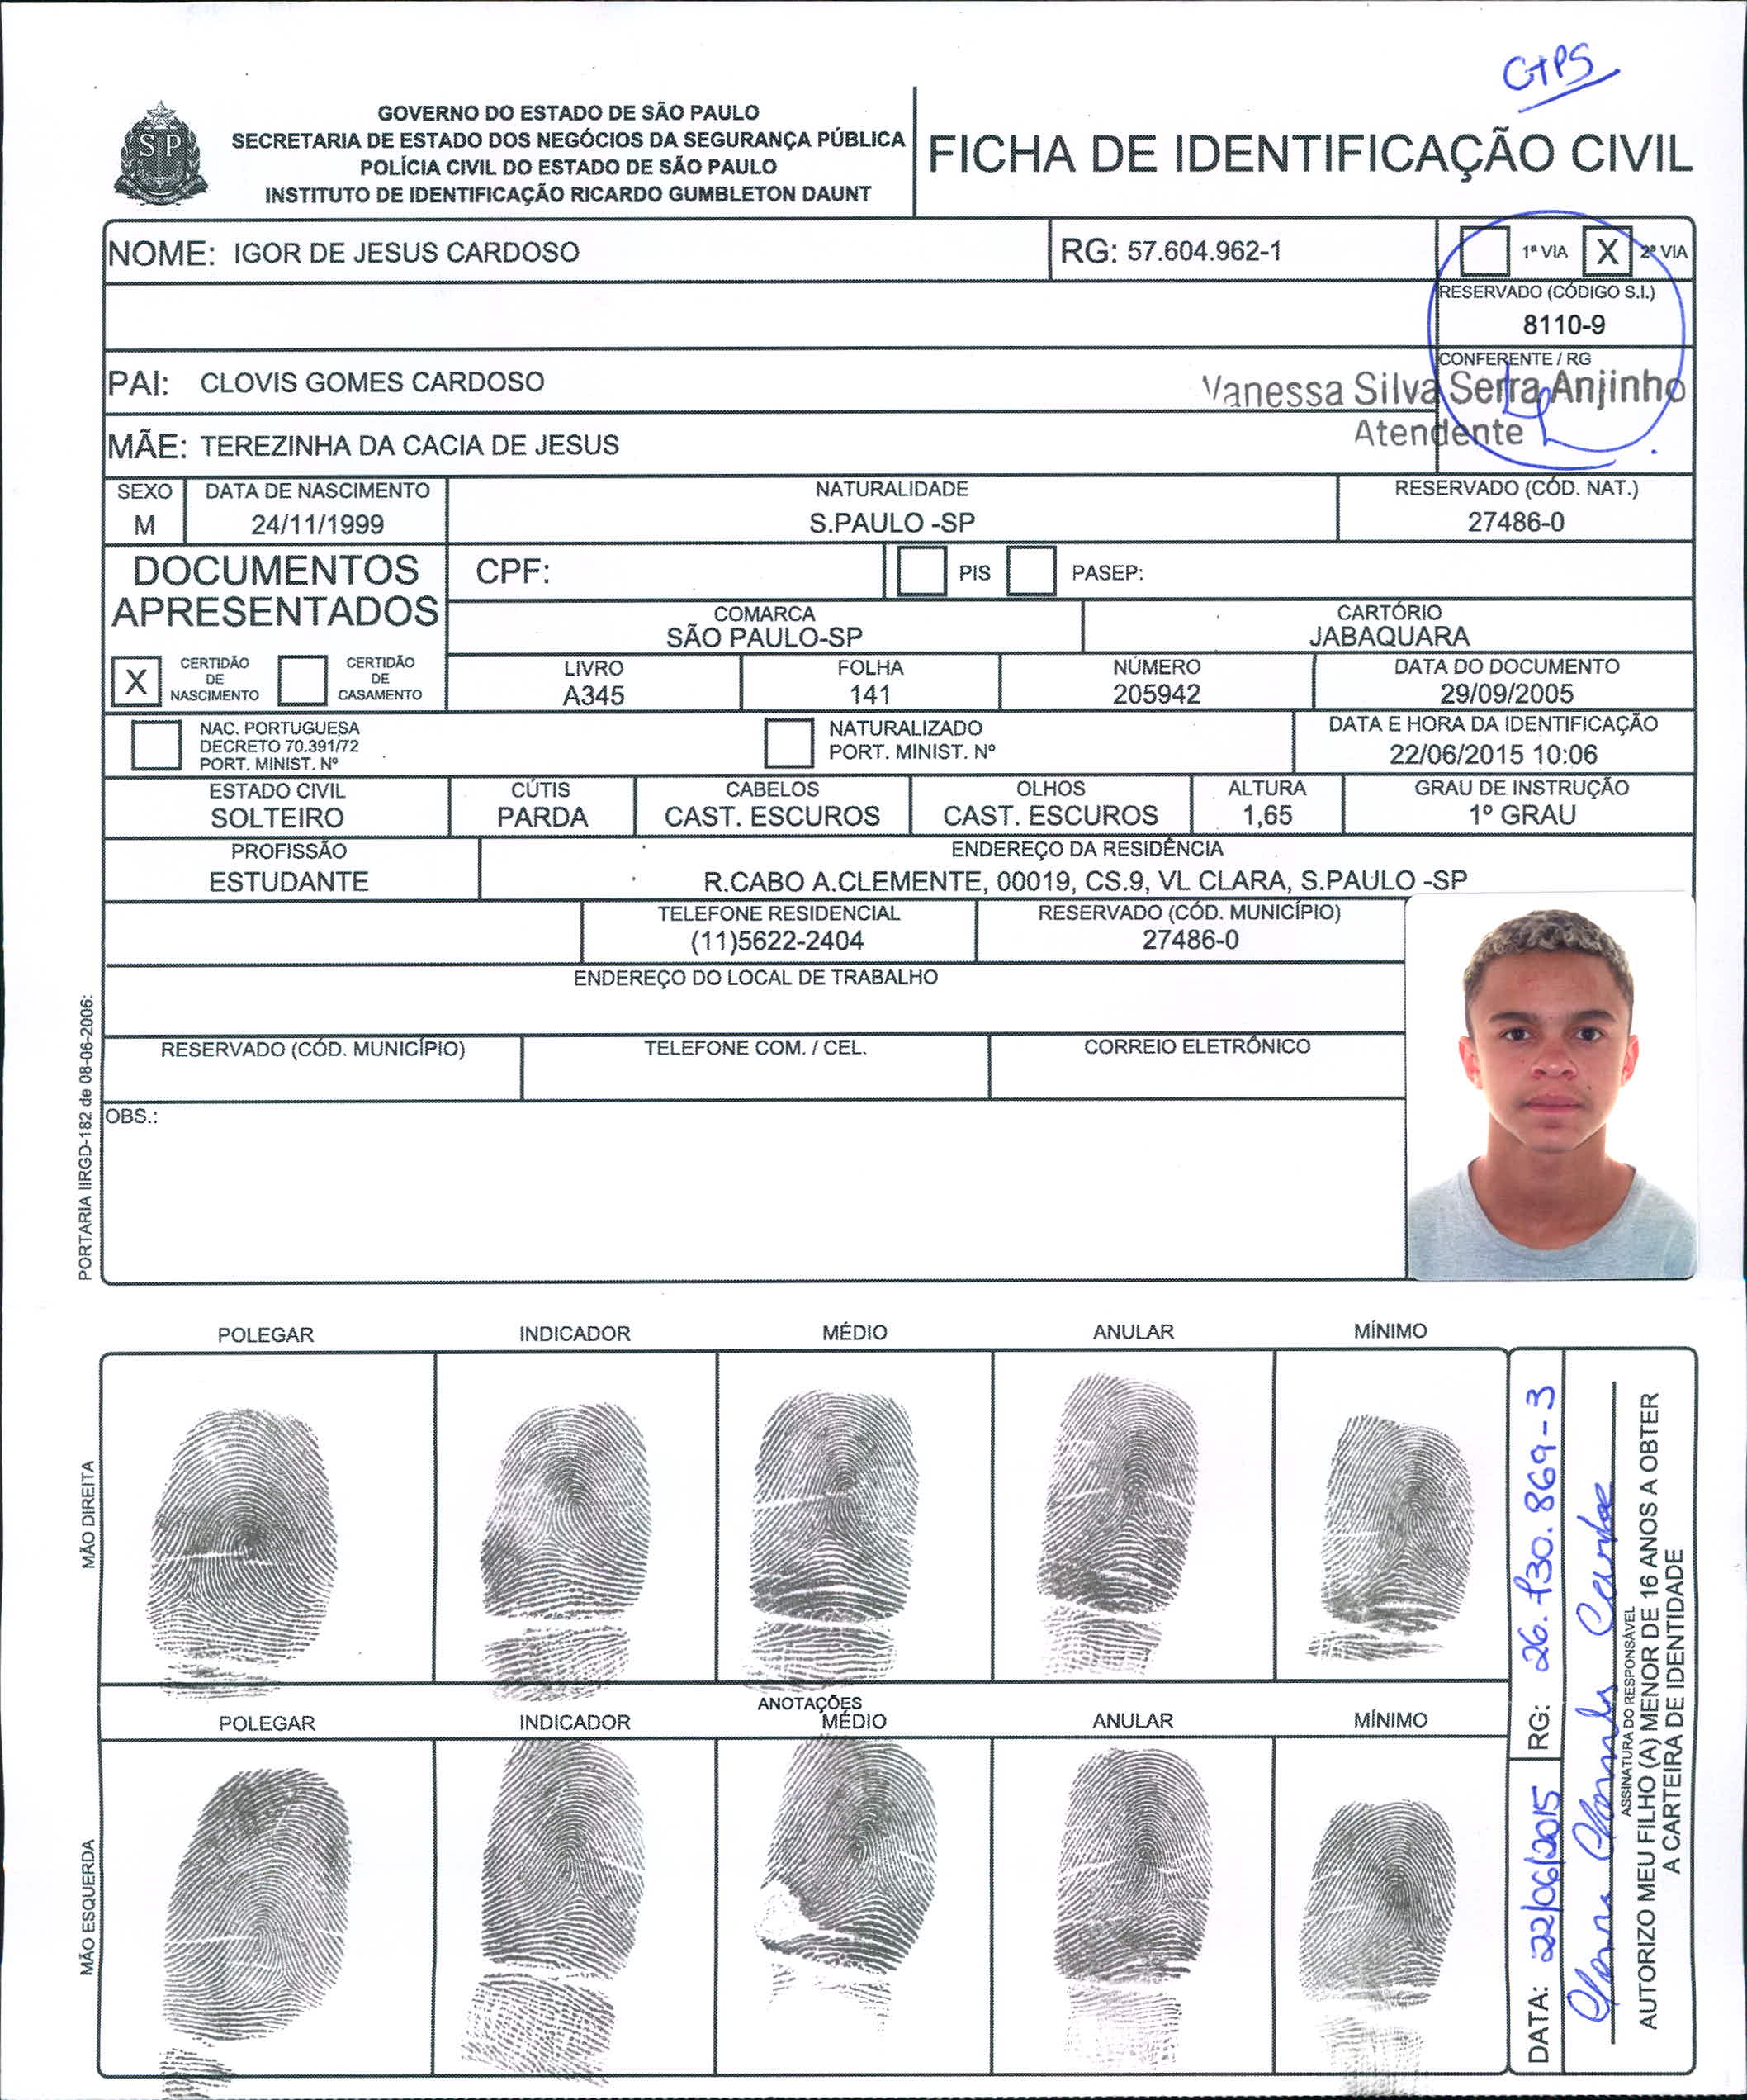 GTPS
GOVERNO DO ESTADO DE SÃO PAULO
SECRETARIA DE ESTADO DOS NEGÓCIOS DA SEGURANÇA PÚBLICA
POLÍCIA CIVIL DO ESTADO DE SÃO PAULO
INSTITUTO DE IDENTIFICAÇÃO RICARDO GUMBLETON DAUNT
SP
FICHA DE IDENTIFICAÇÃO CIVIL
NOME: IGOR DE JESUS CARDOSO
RG: 57.604.962-1
1ª VIA X 2ª VIA
RESERVADO (CÓDIGO S.I.)
8110-9
CONFERENTE / RG
PAI: CLOVIS GOMES CARDOSO
Vanessa Silva Serra Anjinho
Atendente
MÃE: TEREZINHA DA CACIA DE JESUS
SEXO
M
DATA DE NASCIMENTO
24/11/1999
NATURALIDADE
S.PAULO -SP
RESERVADO (CÓD. NAT.)
27486-0
DOCUMENTOS
APRESENTADOS
CPF:
PIS
PASEP:
COMARCA
SÃO PAULO-SP
CARTÓRIO
JABAQUARA
X
CERTIDÃO
DE
NASCIMENTO
CERTIDÃO
DE
CASAMENTO
LIVRO
A345
FOLHA
141
NÚMERO
205942
DATA DO DOCUMENTO
29/09/2005
NAC. PORTUGUESA
DECRETO 70.391/72
PORT. MINIST. Nº
NATURALIZADO
PORT. MINIST. Nº
DATA E HORA DA IDENTIFICAÇÃO
22/06/2015 10:06
ESTADO CIVIL
SOLTEIRO
CÚTIS
PARDA
CABELOS
CAST. ESCUROS
OLHOS
CAST. ESCUROS
ALTURA
1,65
GRAU DE INSTRUÇÃO
1º GRAU
PROFISSÃO
ESTUDANTE
ENDEREÇO DA RESIDÊNCIA
R.CABO A.CLEMENTE, 00019, CS.9, VL CLARA, S.PAULO -SP
TELEFONE RESIDENCIAL
(11)5622-2404
RESERVADO (CÓD. MUNICÍPIO)
27486-0
ENDEREÇO DO LOCAL DE TRABALHO
RESERVADO (CÓD. MUNICÍPIO)
TELEFONE COM. / CEL.
CORREIO ELETRÔNICO
OBS.:
PORTARIA IIRGD-182 de 08-06-2006:
POLEGAR
INDICADOR
MÉDIO
ANULAR
MÍNIMO
MÃO DIREITA
ANOTAÇÕES
POLEGAR
INDICADOR
MÉDIO
ANULAR
MÍNIMO
MÃO ESQUERDA
DATA: 22/06/2015 RG: 26.130.869-3
ASSINATURA DO RESPONSÁVEL
AUTORIZO MEU FILHO (A) MENOR DE 16 ANOS A OBTER
A CARTEIRA DE IDENTIDADE